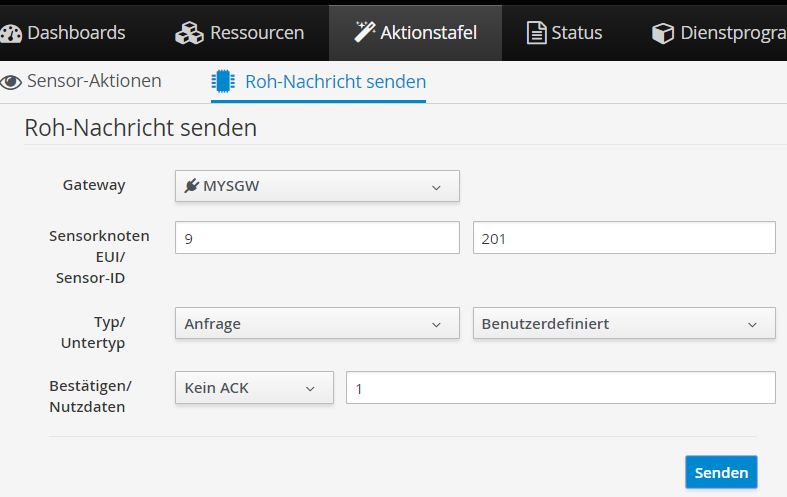 Dashboards Ressourcen Aktionstafel Status Dienstprogra
Sensor-Aktionen Roh-Nachricht senden
Roh-Nachricht senden
Gateway MYSGW
Sensorknoten 9 201
EUI/
Sensor-ID
Typ/ Anfrage Benutzerdefiniert
Untertyp
Bestätigen/ Kein ACK 1
Nutzdaten
Senden